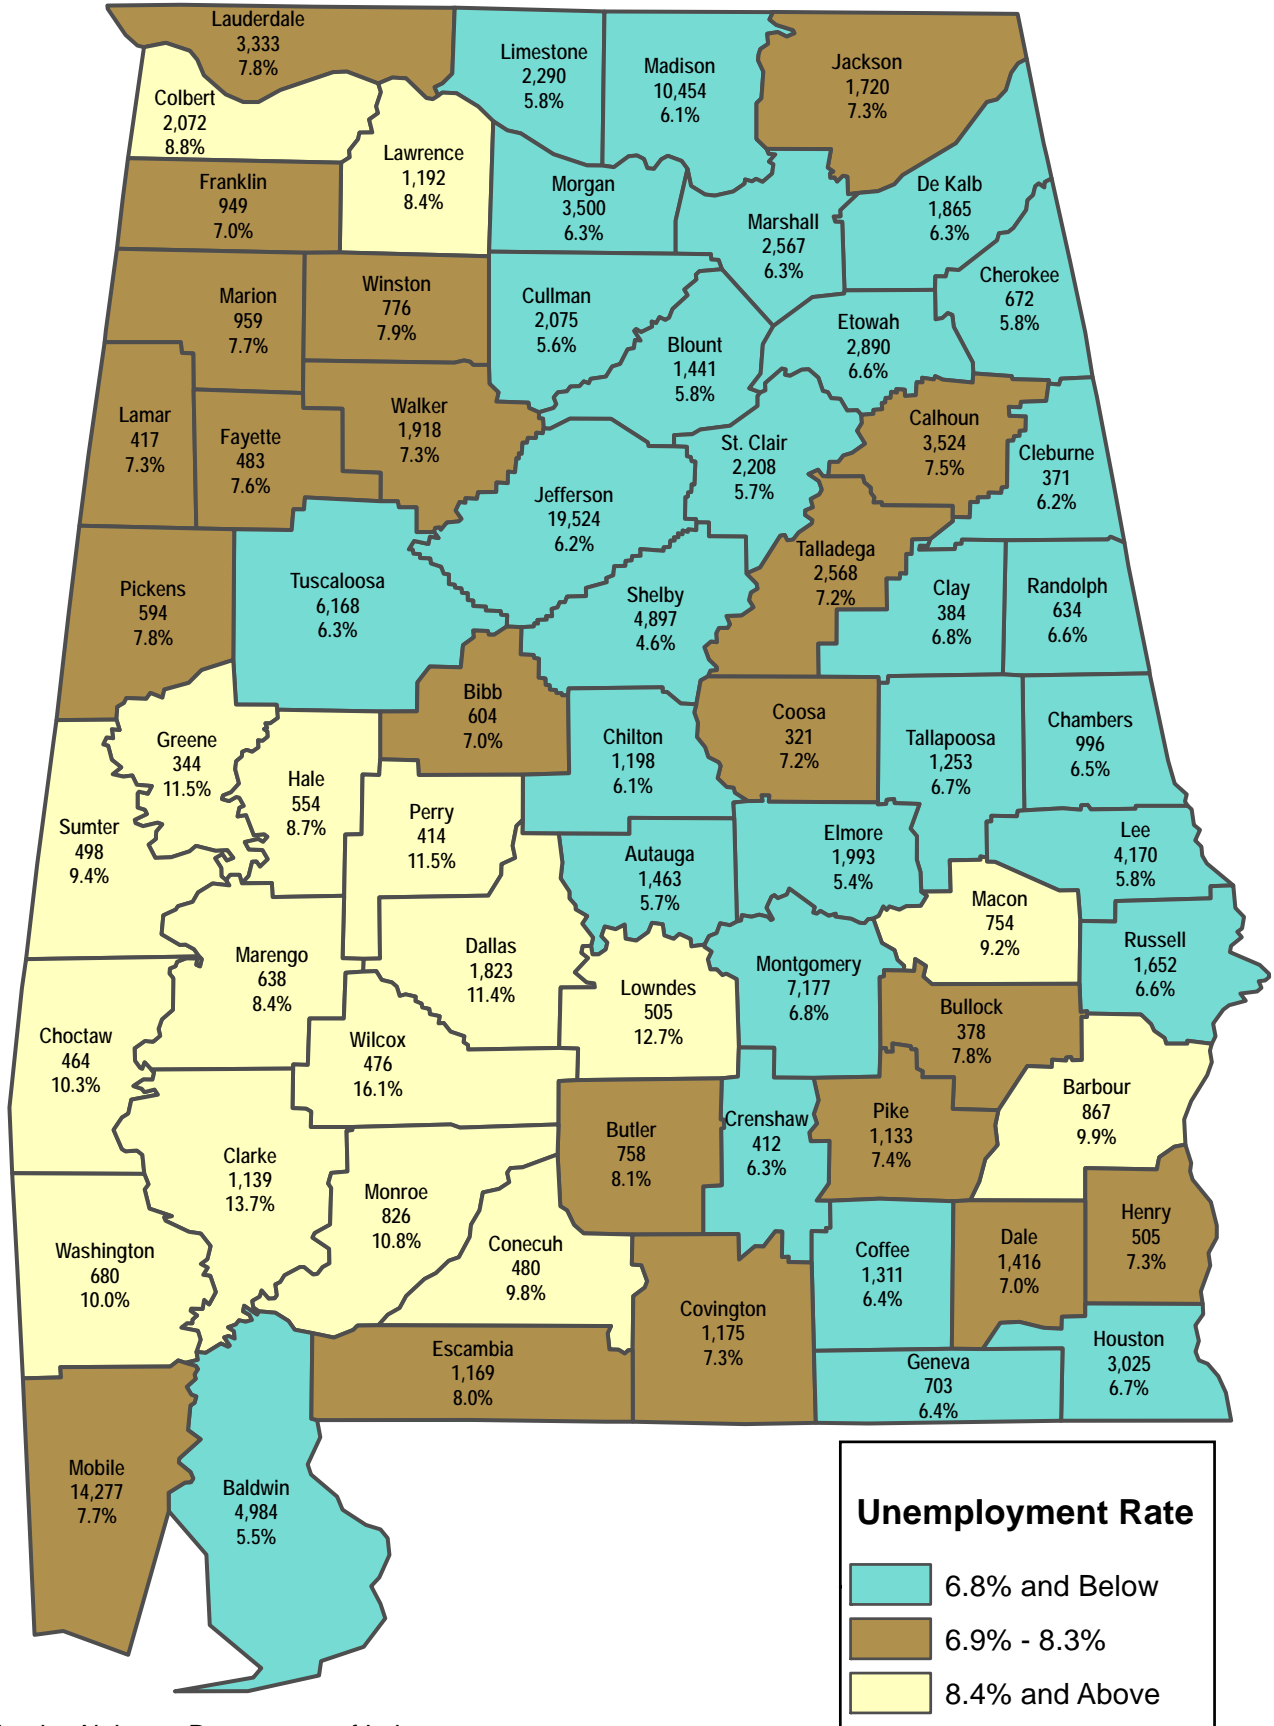 Lauderdale
3,333
7.8%
Limestone
2,290
5.8%
Madison
10,454
6.1%
Jackson
1,720
7.3%
Colbert
2,072
8.8%
Lawrence
1,192
8.4%
Franklin
949
7.0%
Morgan
3,500
6.3%
Marshall
2,567
6.3%
De Kalb
1,865
6.3%
Cherokee
672
5.8%
Marion
959
7.7%
Winston
776
7.9%
Cullman
2,075
5.6%
Blount
1,441
5.8%
Etowah
2,890
6.6%
Lamar
417
7.3%
Fayette
483
7.6%
Walker
1,918
7.3%
Jefferson
19,524
6.2%
St. Clair
2,208
5.7%
Calhoun
3,524
7.5%
Cleburne
371
6.2%
Pickens
594
7.8%
Tuscaloosa
6,168
6.3%
Shelby
4,897
4.6%
Talladega
2,568
7.2%
Clay
384
6.8%
Randolph
634
6.6%
Bibb
604
7.0%
Chilton
1,198
6.1%
Coosa
321
7.2%
Tallapoosa
1,253
6.7%
Chambers
996
6.5%
Greene
344
11.5%
Hale
554
8.7%
Perry
414
11.5%
Sumter
498
9.4%
Autauga
1,463
5.7%
Elmore
1,993
5.4%
Lee
4,170
5.8%
Macon
754
9.2%
Russell
1,652
6.6%
Marengo
638
8.4%
Dallas
1,823
11.4%
Lowndes
505
12.7%
Montgomery
7,177
6.8%
Bullock
378
7.8%
Choctaw
464
10.3%
Wilcox
476
16.1%
Butler
758
8.1%
Crenshaw
412
6.3%
Pike
1,133
7.4%
Barbour
867
9.9%
Clarke
1,139
13.7%
Monroe
826
10.8%
Conecuh
480
9.8%
Washington
680
10.0%
Covington
1,175
7.3%
Coffee
1,311
6.4%
Dale
1,416
7.0%
Henry
505
7.3%
Escambia
1,169
8.0%
Geneva
703
6.4%
Houston
3,025
6.7%
Mobile
14,277
7.7%
Baldwin
4,984
5.5%
Unemployment Rate
6.8% and Below
6.9% - 8.3%
8.4% and Above